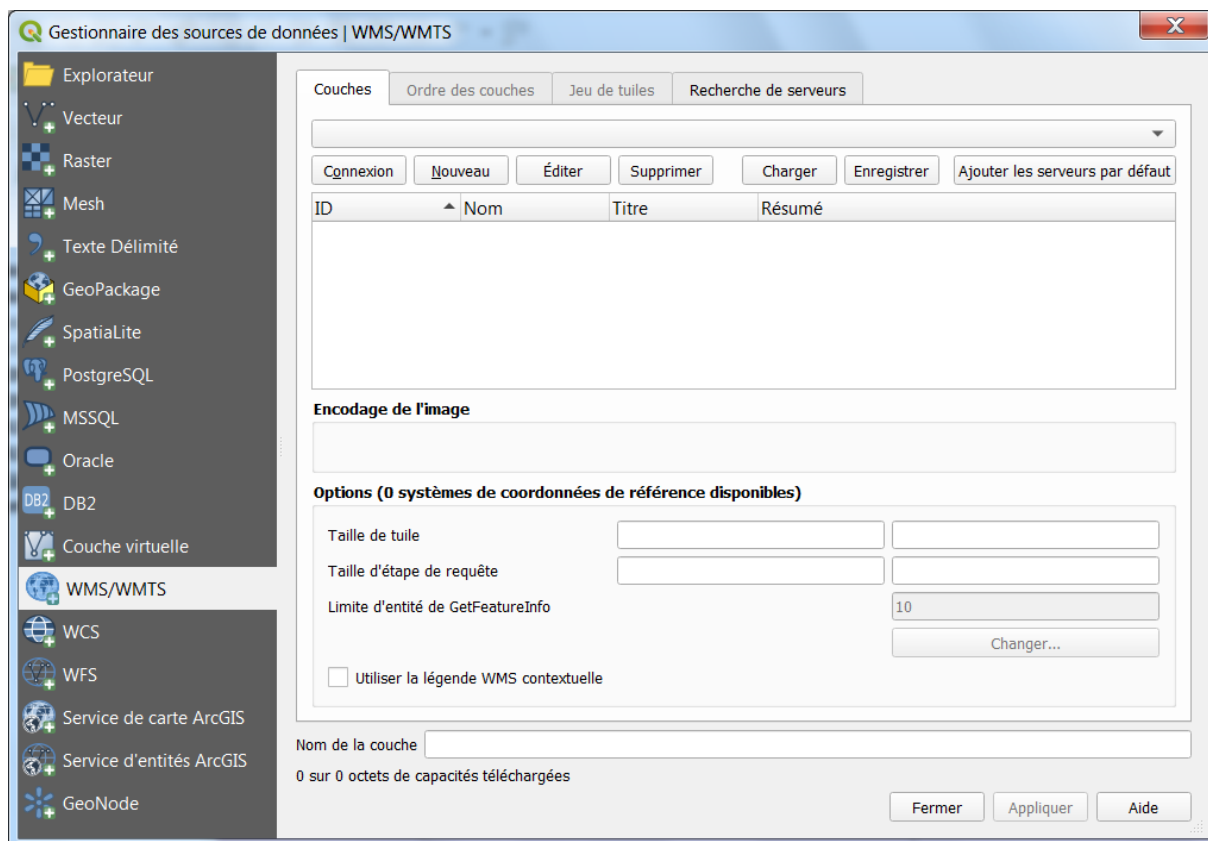 Gestionnaire des sources de données | WMS/WMTS
Explorateur
Vecteur
Raster
Mesh
Texte Délimité
GeoPackage
SpatiaLite
PostgreSQL
MSSQL
Oracle
DB2
DB2
Couche virtuelle
WMS/WMTS
WCS
WFS
Service de carte ArcGIS
Service d'entités ArcGIS
GeoNode
Couches
Ordre des couches
Jeu de tuiles
Recherche de serveurs
Connexion
Nouveau
Éditer
Supprimer
Charger
Enregistrer
Ajouter les serveurs par défaut
ID
Nom
Titre
Résumé
Encodage de l'image
Options (0 systèmes de coordonnées de référence disponibles)
Taille de tuile
Taille d'étape de requête
Limite d'entité de GetFeatureInfo
10
Changer...
Utiliser la légende WMS contextuelle
Nom de la couche
0 sur 0 octets de capacités téléchargées
Fermer
Appliquer
Aide